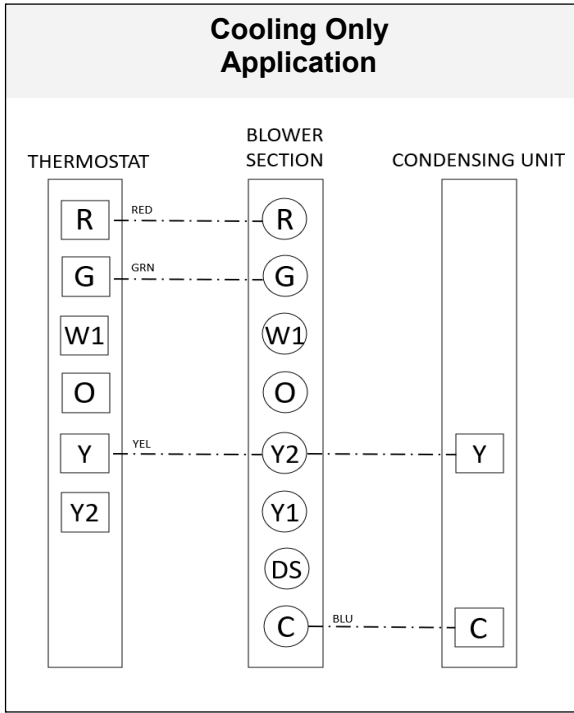 Cooling Only
Application
THERMOSTAT
BLOWER
SECTION
CONDENSING UNIT
R RED R
G GRN G
W1 W1
O O
Y YEL Y2 Y
Y2 Y1
DS
C BLU C